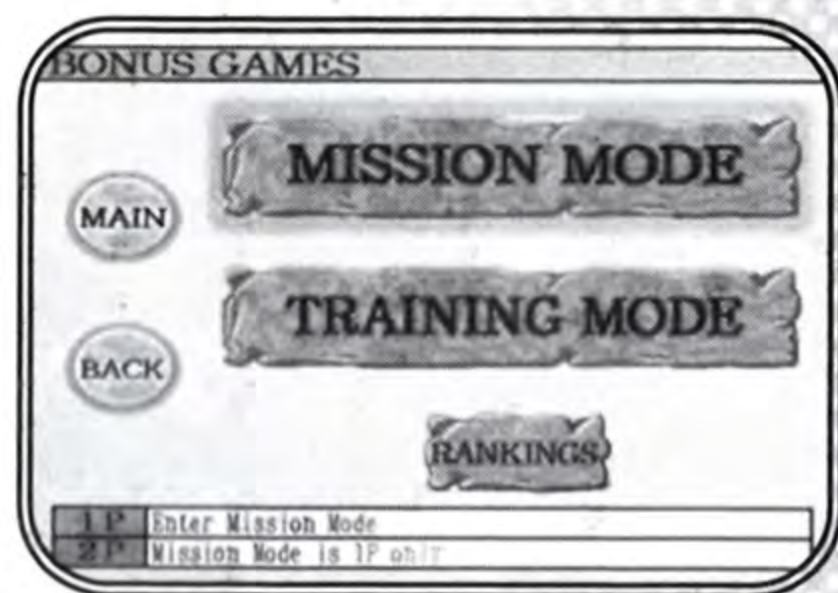 BONUS GAMES
MISSION MODE
MAIN
TRAINING MODE
BACK
RANKINGS
1P Enter Mission Mode
2P Mission Mode is 1P only